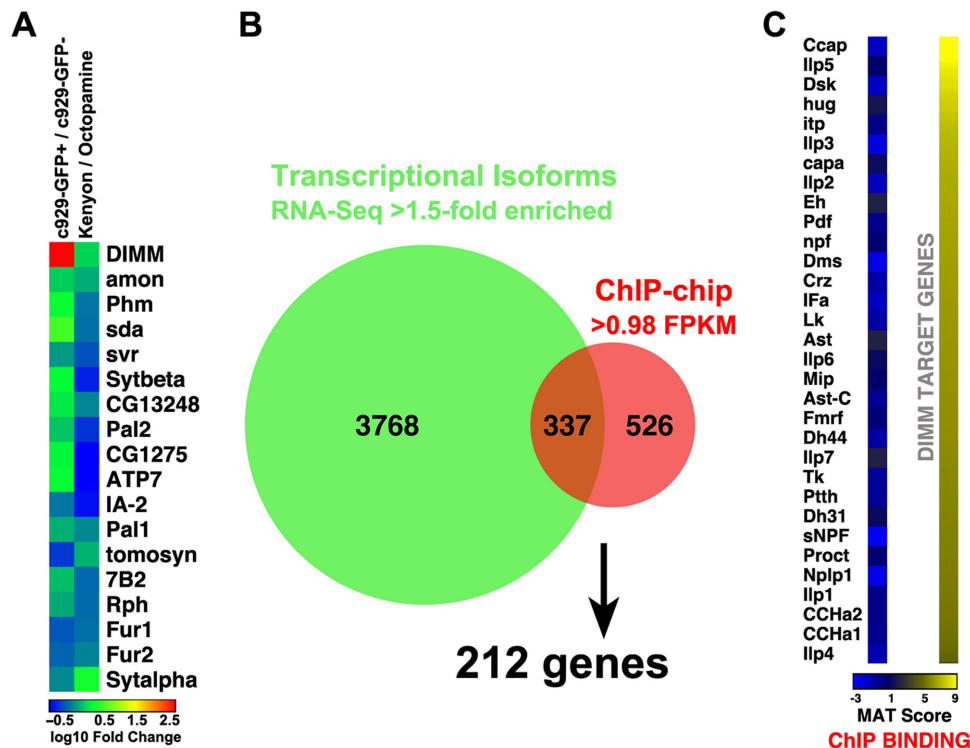 A
c929-GFP+ / c929-GFP-
Kenyon / Octopamine
DIMM
amon
Phm
sda
svr
Sytbeta
CG13248
Pal2
CG1275
ATP7
IA-2
Pal1
tomosyn
7B2
Rph
Fur1
Fur2
Sytalpha
−0.5 0.5 1.5 2.5
log10 Fold Change
B
Transcriptional Isoforms
RNA-Seq >1.5-fold enriched
ChIP-chip
>0.98 FPKM
3768 337 526
212 genes
C
Ccap
Ilp5
Dsk
hug
itp
Ilp3
capa
Ilp2
Eh
Pdf
npf
Dms
Crz
IFa
Lk
Ast
Ilp6
Mip
Ast-C
Fmrf
Dh44
Ilp7
Tk
Ptth
Dh31
sNPF
Proct
Nplp1
Ilp1
CCHa2
CCHa1
Ilp4
DIMM TARGET GENES
-3 1 5 9
MAT Score
ChIP BINDING